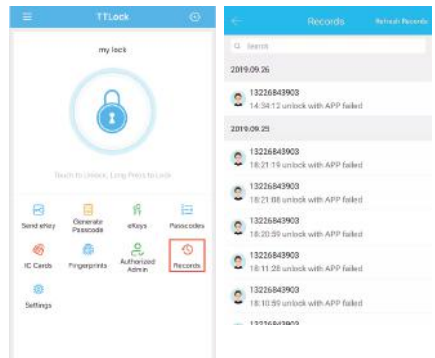 TTLock
my lock
Touch to Unlock, Long Press to Lock
Send eKey
Generate Passcode
eKeys
Passcodes
IC Cards
Fingerprints
Authorized Admin
Records
Settings
Records
Refresh Records
Search
2019.09.26
13226843903
14:34:12 unlock with APP failed
2019.09.25
13226843903
18:21:19 unlock with APP failed
13226843903
18:21:08 unlock with APP failed
13226843903
18:20:59 unlock with APP failed
13226843903
18:11:28 unlock with APP failed
13226843903
18:10:59 unlock with APP failed
13226843903